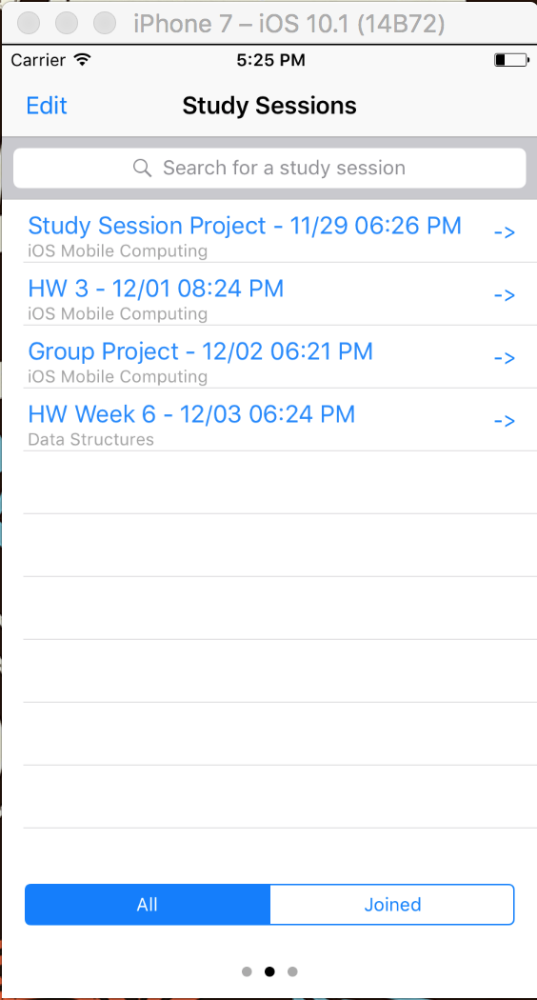 iPhone 7 – iOS 10.1 (14B72)
Carrier 5:25 PM
Edit Study Sessions
Search for a study session
Study Session Project - 11/29 06:26 PM ->
iOS Mobile Computing
HW 3 - 12/01 08:24 PM ->
iOS Mobile Computing
Group Project - 12/02 06:21 PM ->
iOS Mobile Computing
HW Week 6 - 12/03 06:24 PM ->
Data Structures
All Joined